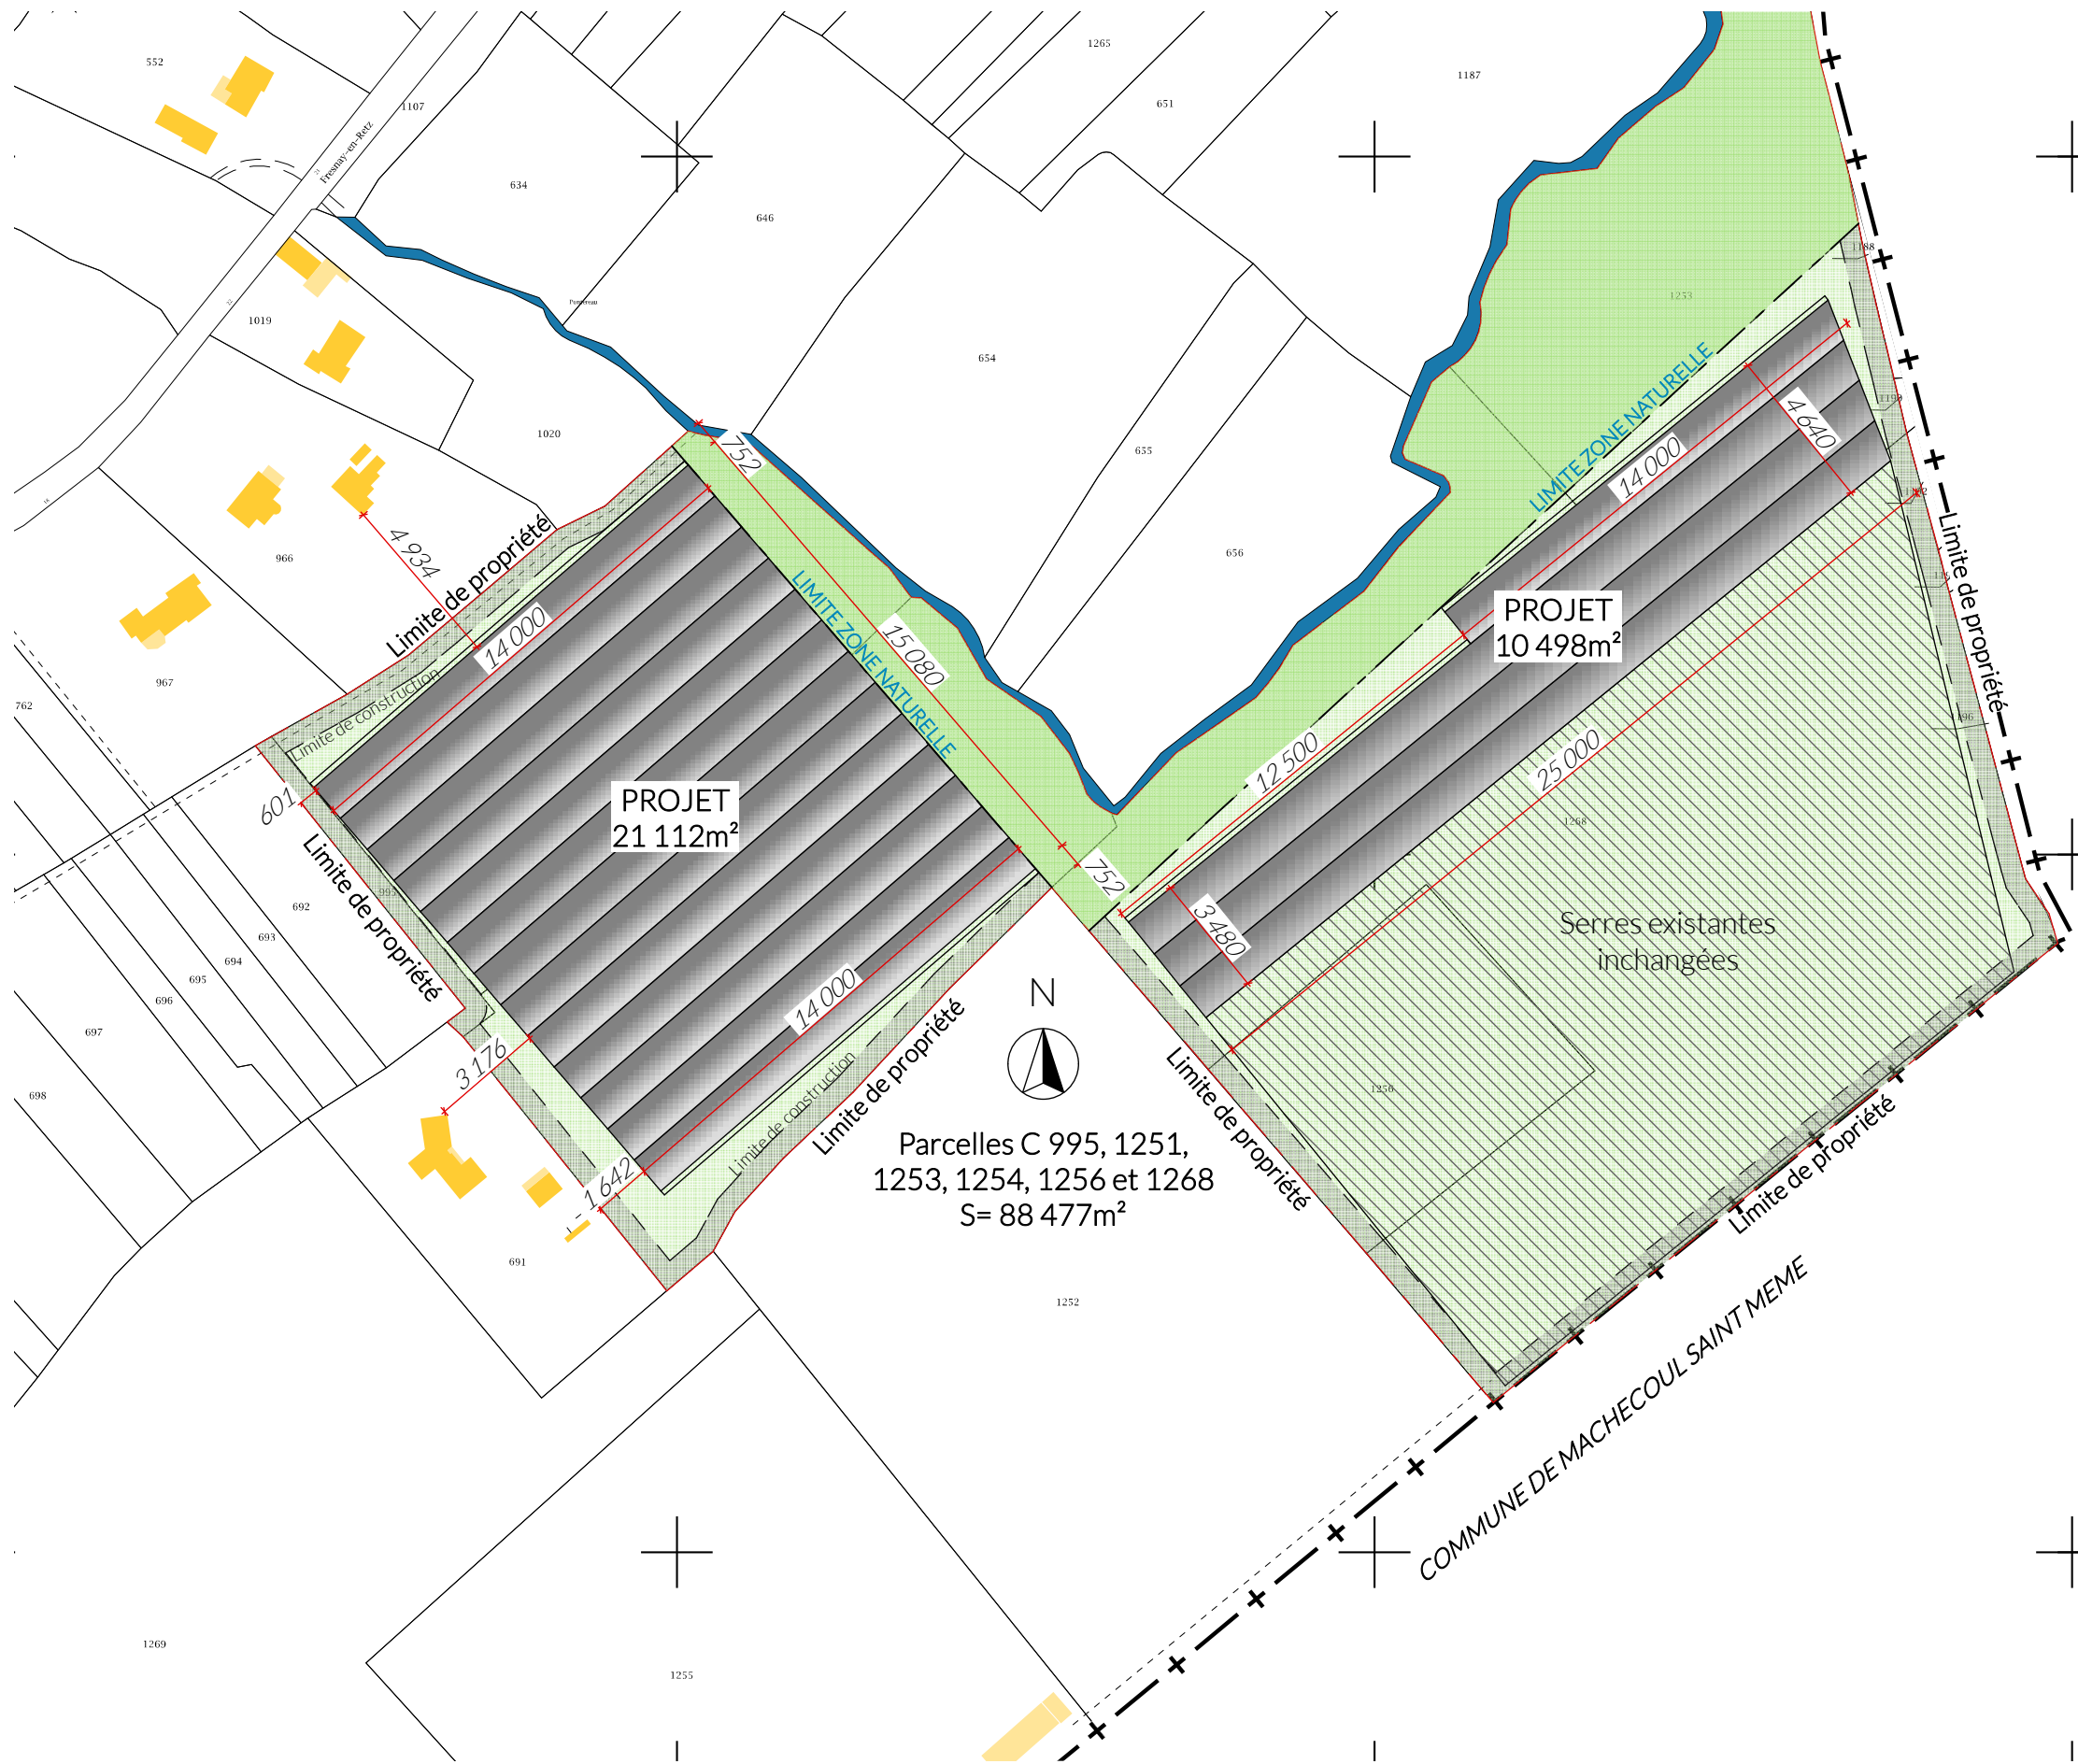 552
1265
1187
1107
651
Fresnay-en-Retz
634
646
1188
1253
1019
654
1190
LIMITE ZONE NATURELLE
14 000
4 640
1020
752
655
656
966
4 934
Limite de propriété
14 000
LIMITE ZONE NATURELLE
15 080
PROJET
10 498m²
Limite de propriété
967
762
Limite de construction
1196
12 500
25 000
601
PROJET
21 112m²
1268
Limite de propriété
995
692
752
693
694
695
696
697
698
3 480
Serres existantes
inchangées
14 000
N
3 176
Limite de construction
Limite de propriété
Limite de propriété
1256
Limite de propriété
Parcelles C 995, 1251,
1253, 1254, 1256 et 1268
S= 88 477m²
1 642
691
1252
COMMUNE DE MACHECOUL SAINT MEME
1269
1255